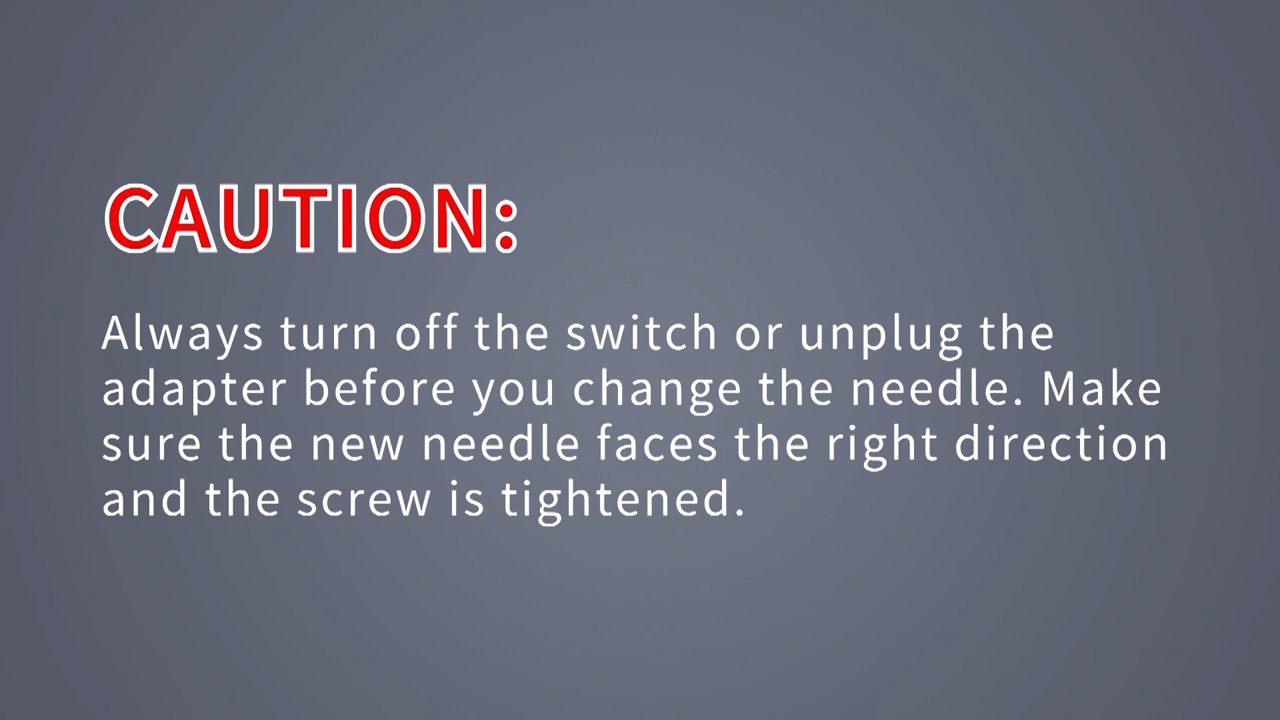 CAUTION:
Always turn off the switch or unplug the
adapter before you change the needle. Make
sure the new needle faces the right direction
and the screw is tightened.